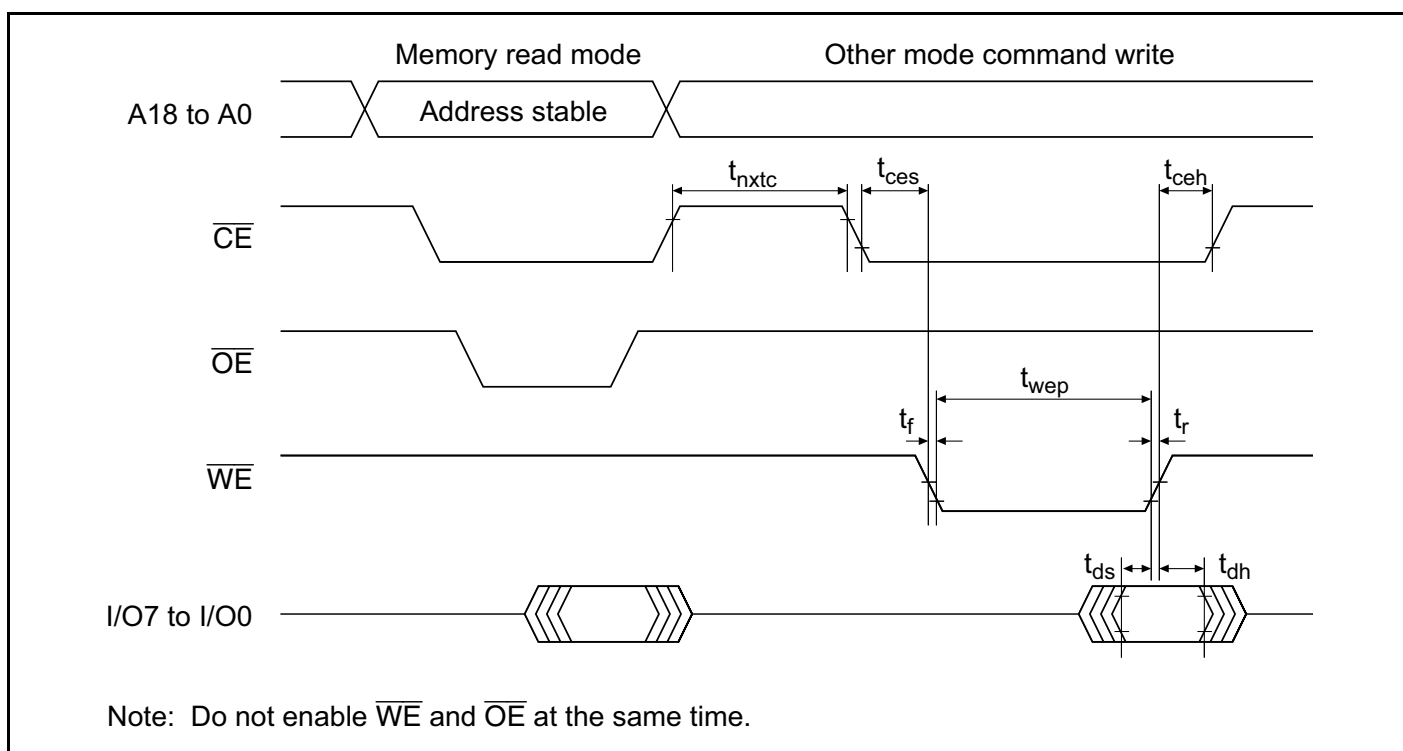 Memory read mode Other mode command write
A18 to A0 Address stable
tnxtc tces tceh
CE
OE
twep
tf tr
WE
tds tdh
I/O7 to I/O0
Note: Do not enable WE and OE at the same time.